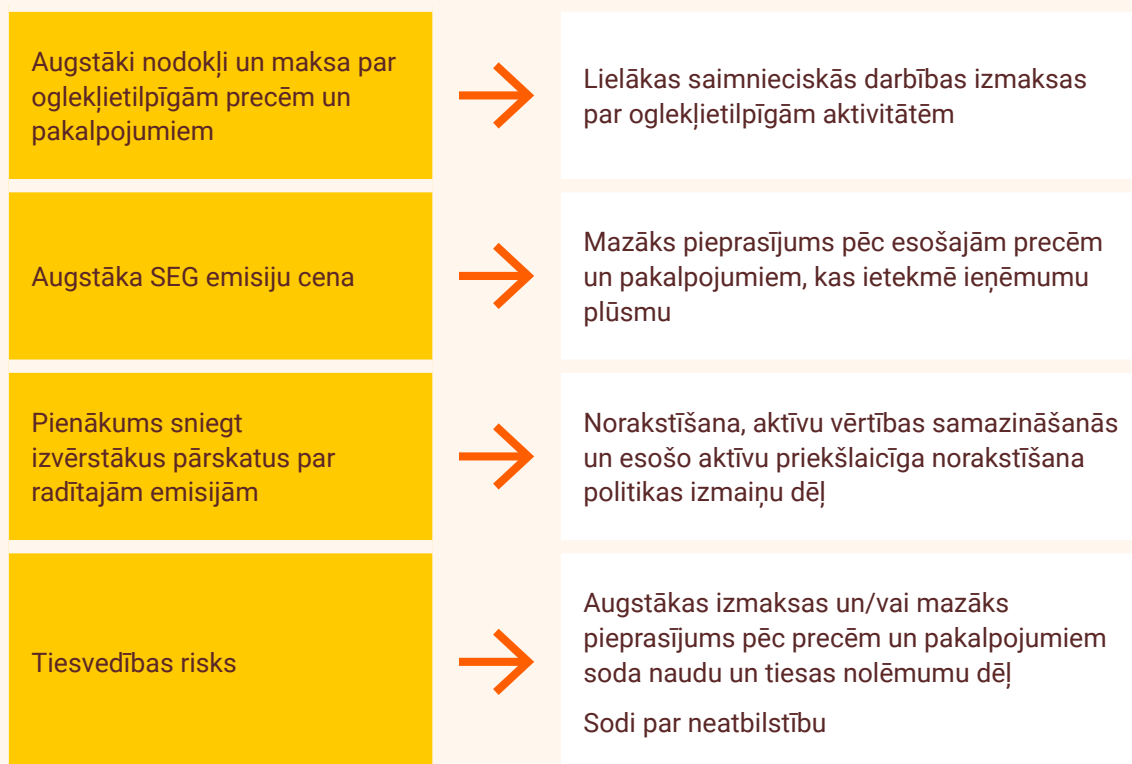 Augstāki nodokļi un maksa par
oglekļietilpīgām precēm un
pakalpojumiem
Lielākas saimnieciskās darbības izmaksas
par oglekļietilpīgām aktivitātēm
Augstāka SEG emisiju cena
Mazāks pieprasījums pēc esošajām precēm
un pakalpojumiem, kas ietekmē ieņēmumu
plūsmu
Pienākums sniegt
izvērstākus pārskatus par
radītajām emisijām
Norakstīšana, aktīvu vērtības samazināšanās
un esošo aktīvu priekšlaicīga norakstīšana
politikas izmaiņu dēļ
Tiesvedības risks
Augstākas izmaksas un/vai mazāks
pieprasījums pēc precēm un pakalpojumiem
soda naudu un tiesas nolēmumu dēļ
Sodi par neatbilstību